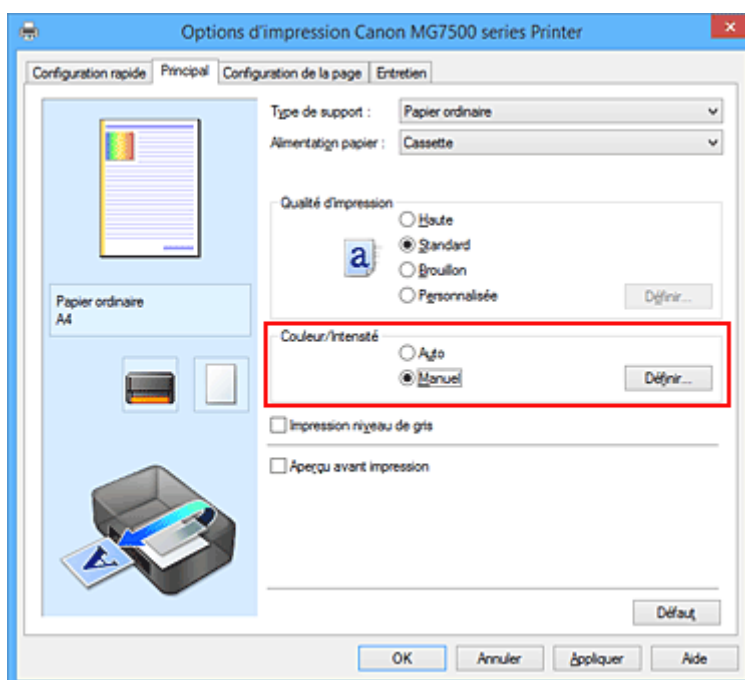 Options d'impression Canon MG7500 series Printer
Configuration rapide Principal Configuration de la page Entretien
Type de support : Papier ordinaire
Alimentation papier : Cassette
Qualité d'impression
Haute
a Standard
Brouillon
Personnalisée Définir...
Papier ordinaire
A4
Couleur/Intensité
Auto
Manuel Définir...
Impression niveau de gris
Aperçu avant impression
A
Défaut
OK Annuler Appliquer Aide